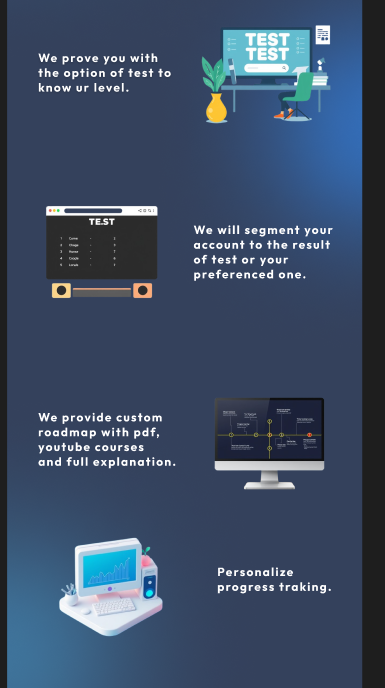 We prove you with
the option of test to
know ur level.
TEST
TEST
TEST
We will segment your
account to the result
of test or your
preferenced one.
We provide custom
roadmap with pdf,
youtube courses
and full explanation.
Personalize
progress traking.